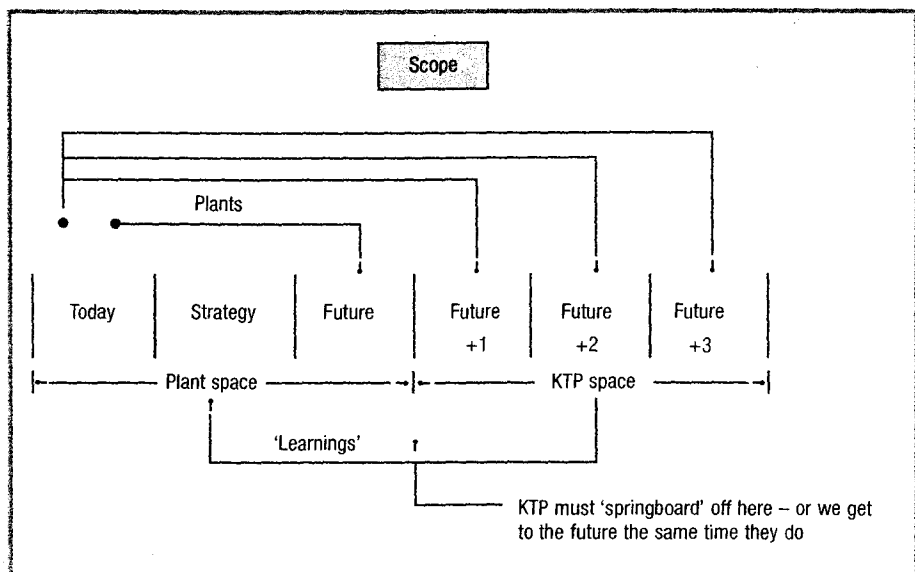 Scope
Plants
Today
Strategy
Future
Future
+1
Future
+2
Future
+3
Plant space
KTP space
'Learnings'
KTP must 'springboard' off here – or we get
to the future the same time they do